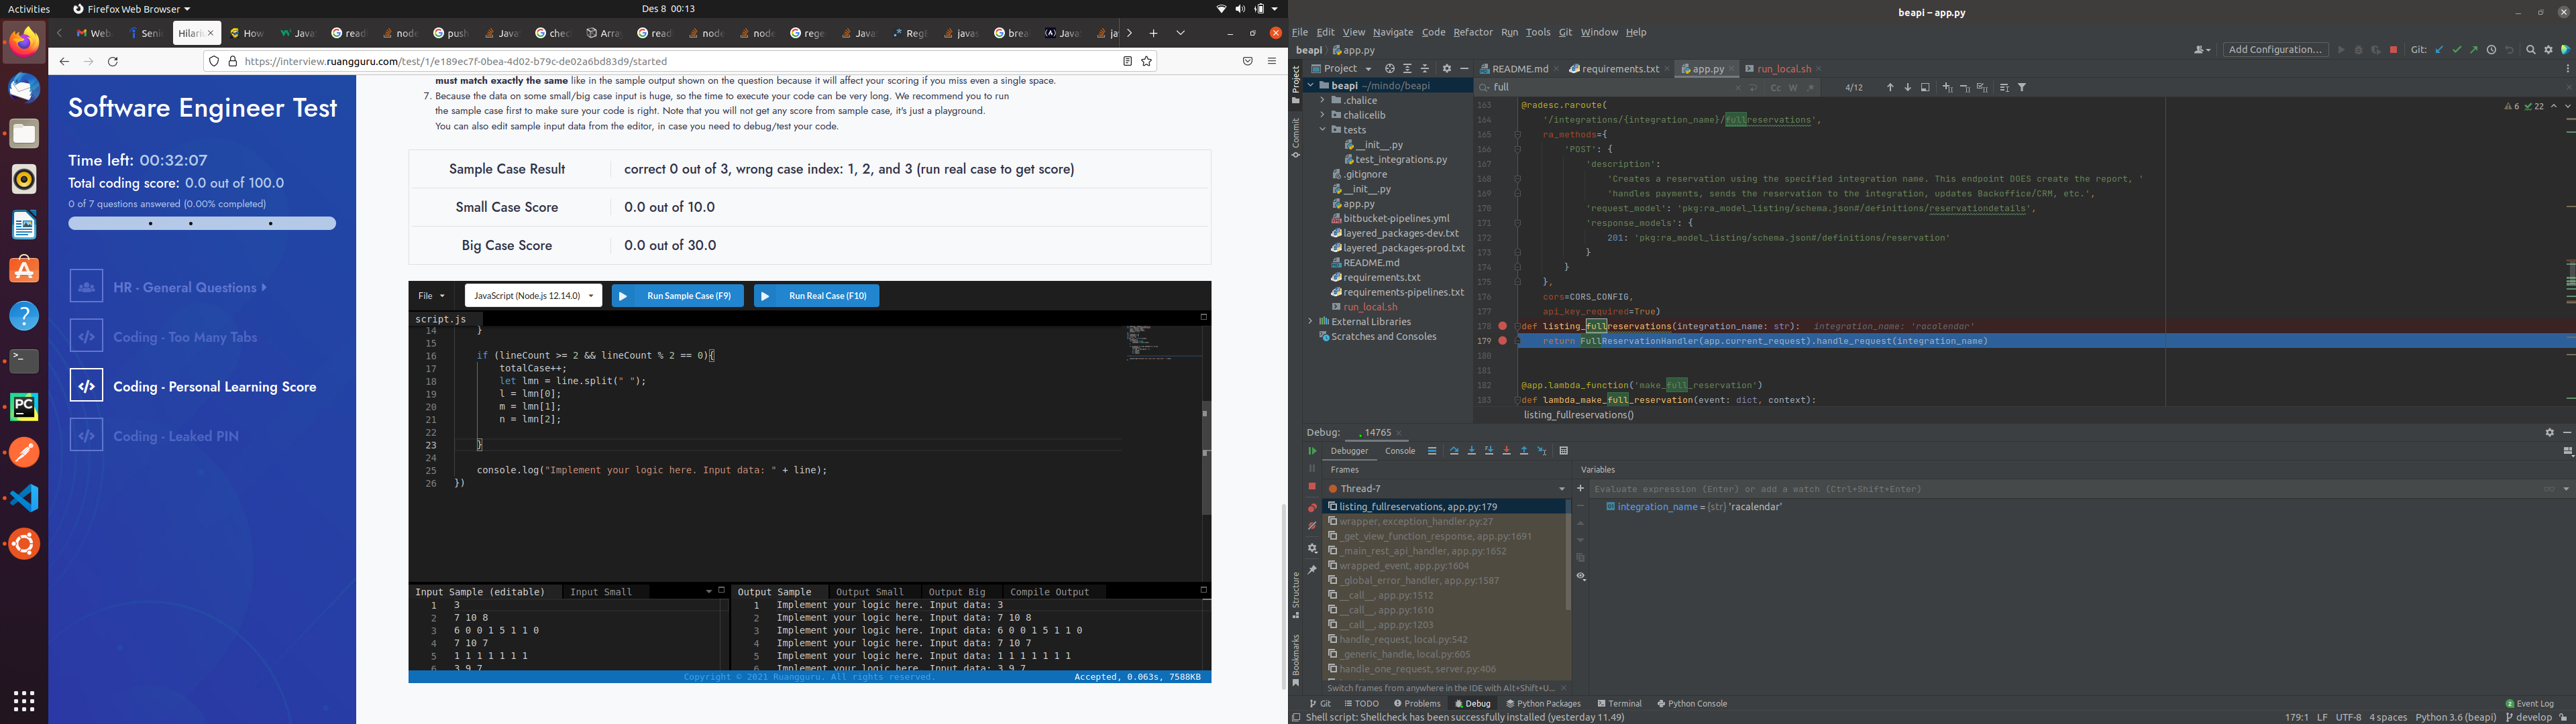 Activities
Firefox Web Browser
Des 8 00:13
Hilari
https://interview.ruangguru.com/test/1/e189ec7f-0bea-4d02-b79c-de02a6bd83d9/started
Software Engineer Test
Time left: 00:32:07
Total coding score: 0.0 out of 100.0
0 of 7 questions answered (0.00% completed)
HR - General Questions
Coding - Too Many Tabs
Coding - Personal Learning Score
Coding - Leaked PIN
must match exactly the same like in the sample output shown on the question because it will affect your scoring if you miss even a single space.
7. Because the data on some small/big case input is huge, so the time to execute your code can be very long. We recommend you to run
the sample case first to make sure your code is right. Note that you will not get any score from sample case, it's just a playground.
You can also edit sample input data from the editor, in case you need to debug/test your code.
Sample Case Result
correct 0 out of 3, wrong case index: 1, 2, and 3 (run real case to get score)
Small Case Score
0.0 out of 10.0
Big Case Score
0.0 out of 30.0
File
JavaScript (Node.js 12.14.0)
Run Sample Case (F9)
Run Real Case (F10)
script.js
14 }
15
16 if (lineCount >= 2 && lineCount % 2 == 0){
17 totalCase++;
18 let lmn = line.split(" ");
19 l = lmn[0];
20 m = lmn[1];
21 n = lmn[2];
22
23 }
24
25 console.log("Implement your logic here. Input data: " + line);
26 })
Input Sample (editable)
Input Small
1 3
2 7 10 8
3 6 0 0 1 5 1 1 0
4 7 10 7
5 1 1 1 1 1 1 1
6 3 9 7
Output Sample
Output Small
Output Big
Compile Output
1 Implement your logic here. Input data: 3
2 Implement your logic here. Input data: 7 10 8
3 Implement your logic here. Input data: 6 0 0 1 5 1 1 0
4 Implement your logic here. Input data: 7 10 7
5 Implement your logic here. Input data: 1 1 1 1 1 1 1
6 Implement your logic here. Input data: 3 9 7
Copyright © 2021 Ruangguru. All rights reserved.
Accepted, 0.063s, 7588KB
beapi – app.py
File Edit View Navigate Code Refactor Run Tools Git Window Help
beapi
app.py
Add Configuration...
Git:
Project
README.md
requirements.txt
app.py
run_local.sh
full
Cc W .*
4/12
beapi ~/mindo/beapi
.chalice
chalicelib
tests
__init__.py
test_integrations.py
.gitignore
__init__.py
app.py
bitbucket-pipelines.yml
layered_packages-dev.txt
layered_packages-prod.txt
README.md
requirements.txt
requirements-pipelines.txt
run_local.sh
External Libraries
Scratches and Consoles
6 22
163 @radesc.raroute(
164 '/integrations/{integration_name}/fullreservations',
165 ra_methods={
166 'POST': {
167 'description':
168 'Creates a reservation using the specified integration name. This endpoint DOES create the report, '
169 'handles payments, sends the reservation to the integration, updates Backoffice/CRM, etc.',
170 'request_model': 'pkg:ra_model_listing/schema.json#/definitions/reservationdetails',
171 'response_models': {
172 201: 'pkg:ra_model_listing/schema.json#/definitions/reservation'
173 }
174 }
175 },
176 cors=CORS_CONFIG,
177 api_key_required=True)
178 def listing_fullreservations(integration_name: str): integration_name: 'racalendar'
179 return FullReservationHandler(app.current_request).handle_request(integration_name)
180
181
182 @app.lambda_function('make_full_reservation')
183 def lambda_make_full_reservation(event: dict, context):
listing_fullreservations()
Debug:
14765
Debugger
Console
Frames
Variables
Thread-7
Evaluate expression (Enter) or add a watch (Ctrl+Shift+Enter)
listing_fullreservations, app.py:179
integration_name = {str} 'racalendar'
wrapper, exception_handler.py:27
_get_view_function_response, app.py:1691
_main_rest_api_handler, app.py:1652
wrapped_event, app.py:1604
_global_error_handler, app.py:1587
__call__, app.py:1512
__call__, app.py:1610
__call__, app.py:1203
handle_request, local.py:542
_generic_handle, local.py:605
handle_one_request, server.py:406
Switch frames from anywhere in the IDE with Alt+Shift+U...
Project
Commit
Structure
Bookmarks
Git
TODO
Problems
Debug
Python Packages
Terminal
Python Console
Event Log
Shell script: Shellcheck has been successfully installed (yesterday 11.49)
179:1 LF UTF-8 4 spaces Python 3.6 (beapi) develop